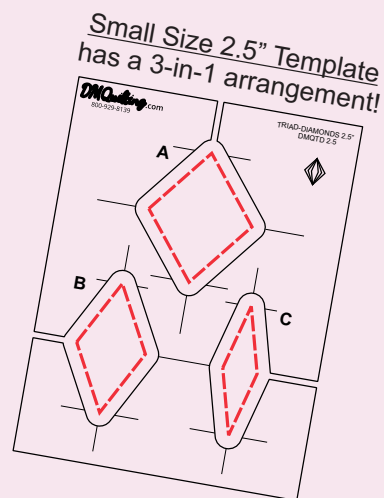 Small Size 2.5” Template
has a 3-in-1 arrangement!
DMQuilting.com
800-929-8139
TRIAD-DIAMONDS 2.5"
DMQTD 2.5
A
B
C